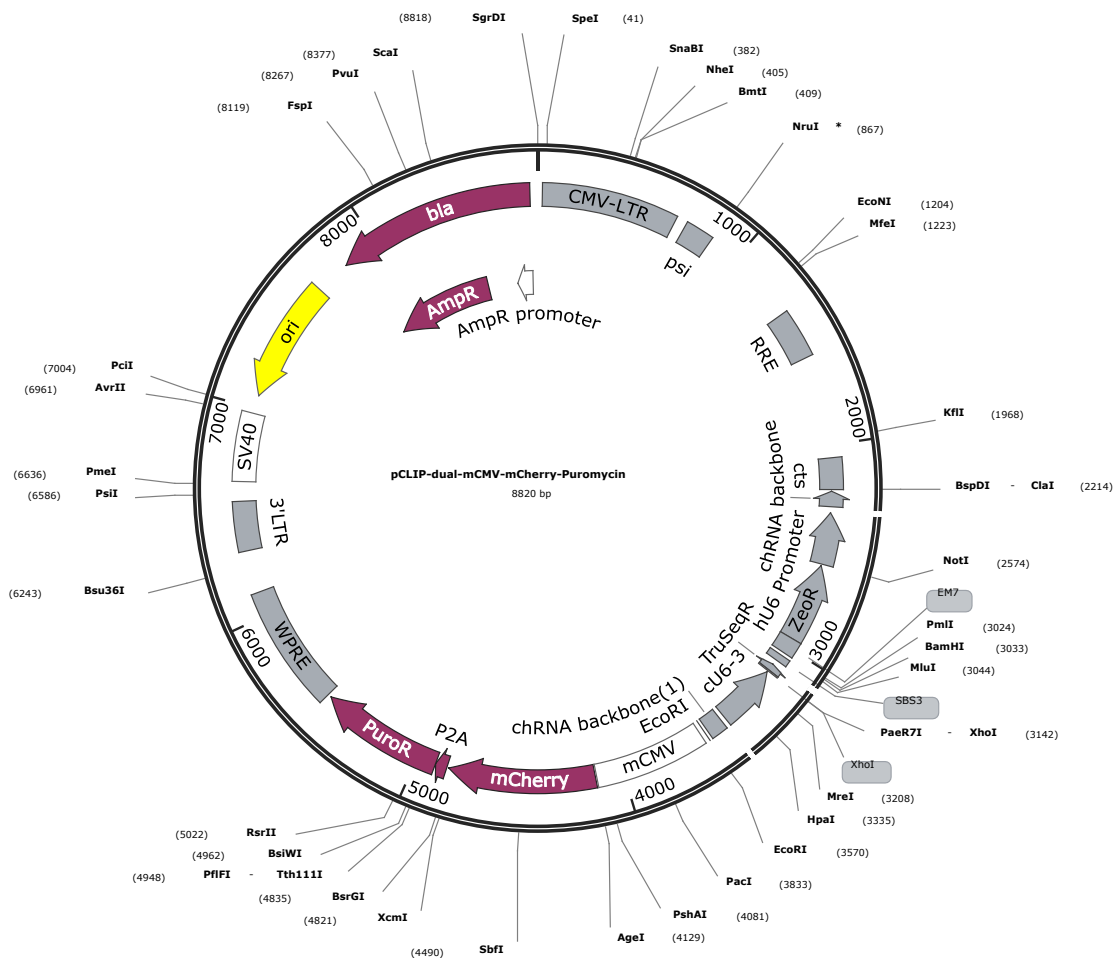 (8818) SgrDI
SpeI (41)
(8377) ScaI
SnaBI (382)
(8267) PvuI
NheI (405)
BmtI (409)
(8119) FspI
NruI * (867)
bla
CMV-LTR
8000
1000
psi
EcoNI (1204)
MfeI (1223)
AmpR
AmpR promoter
ori
RRE
(7004) PciI
(6961) AvrII
7000
2000
KflI (1968)
SV40
chRNA backbone
cts
(6636) PmeI
(6586) PsiI
pCLIP-dual-mCMV-mCherry-Puromycin
8820 bp
BspDI - ClaI (2214)
3'LTR
hU6 Promoter
NotI (2574)
(6243) Bsu36I
EM7
ZeoR
PmlI (3024)
BamHI (3033)
MluI (3044)
3000
TruSeqR
WPRE
6000
cU6-3
SBS3
PaeR7I - XhoI (3142)
chRNA backbone(1)
EcoRI
XhoI
PuroR
P2A
mCherry
mCMV
5000
4000
MreI (3208)
HpaI (3335)
(5022) RsrII
(4962) BsiWI
(4948) PflFI - Tth111I
EcoRI (3570)
(4835) BsrGI
PacI (3833)
(4821) XcmI
PshAI (4081)
AgeI (4129)
(4490) SbfI